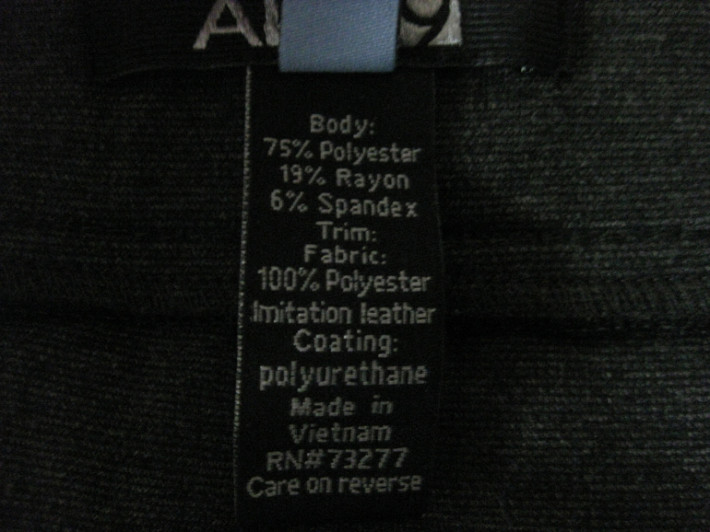 Body:
75% Polyester
19% Rayon
6% Spandex
Trim:
Fabric:
100% Polyester
Imitation leather
Coating:
polyurethane
Made in
Vietnam
RN#73277
Care on reverse